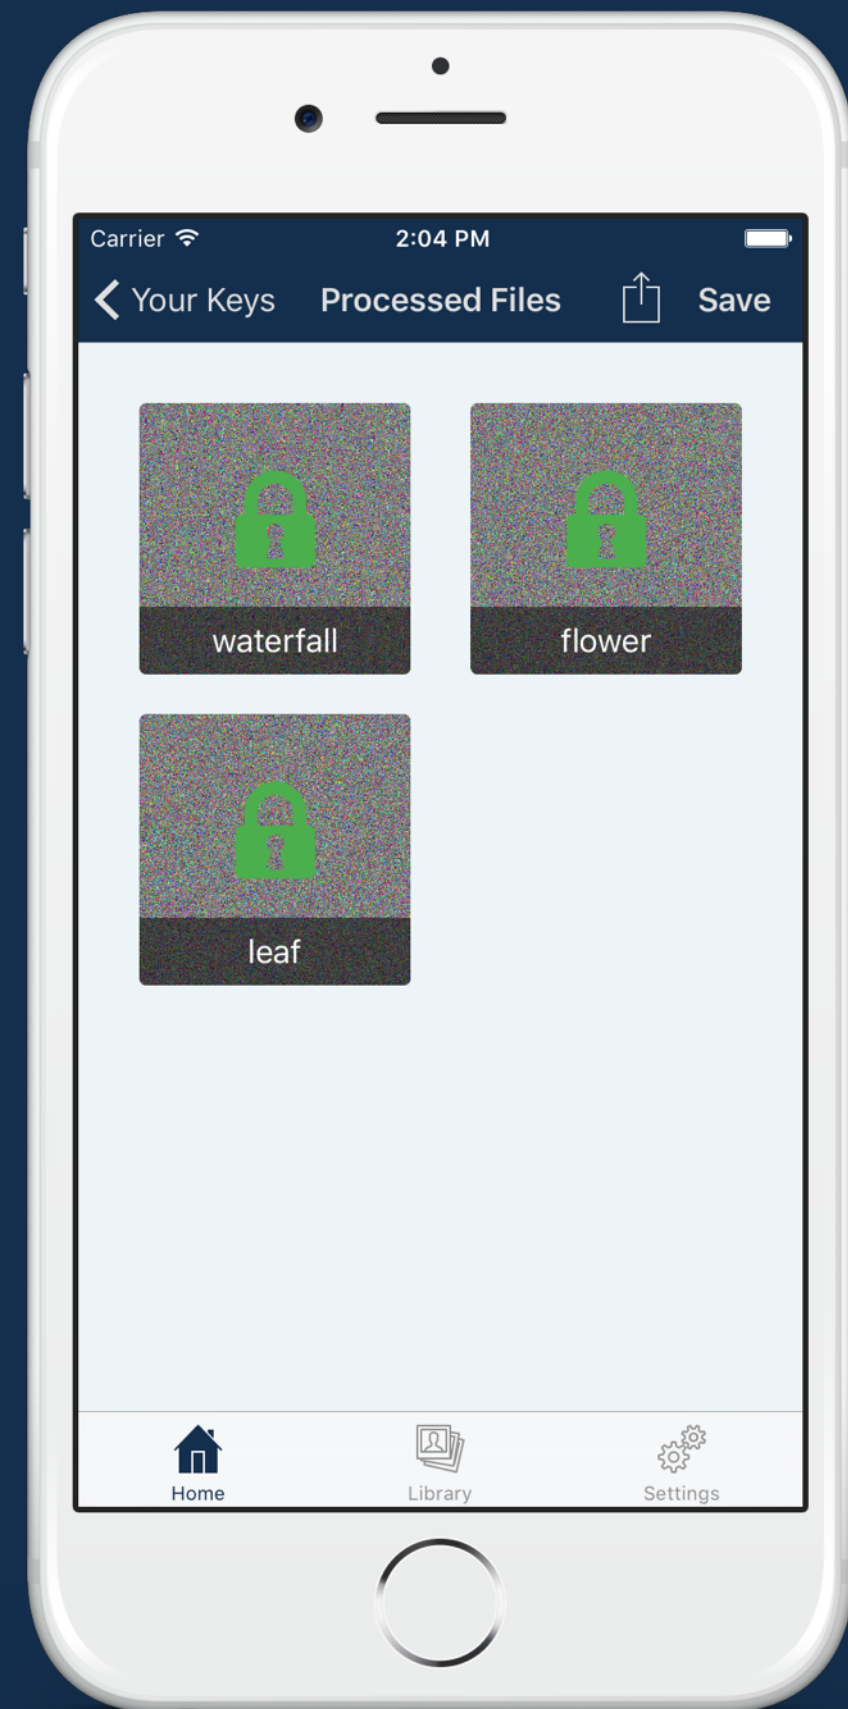 Carrier 2:04 PM
Your Keys Processed Files Save
waterfall flower
leaf
Home Library Settings